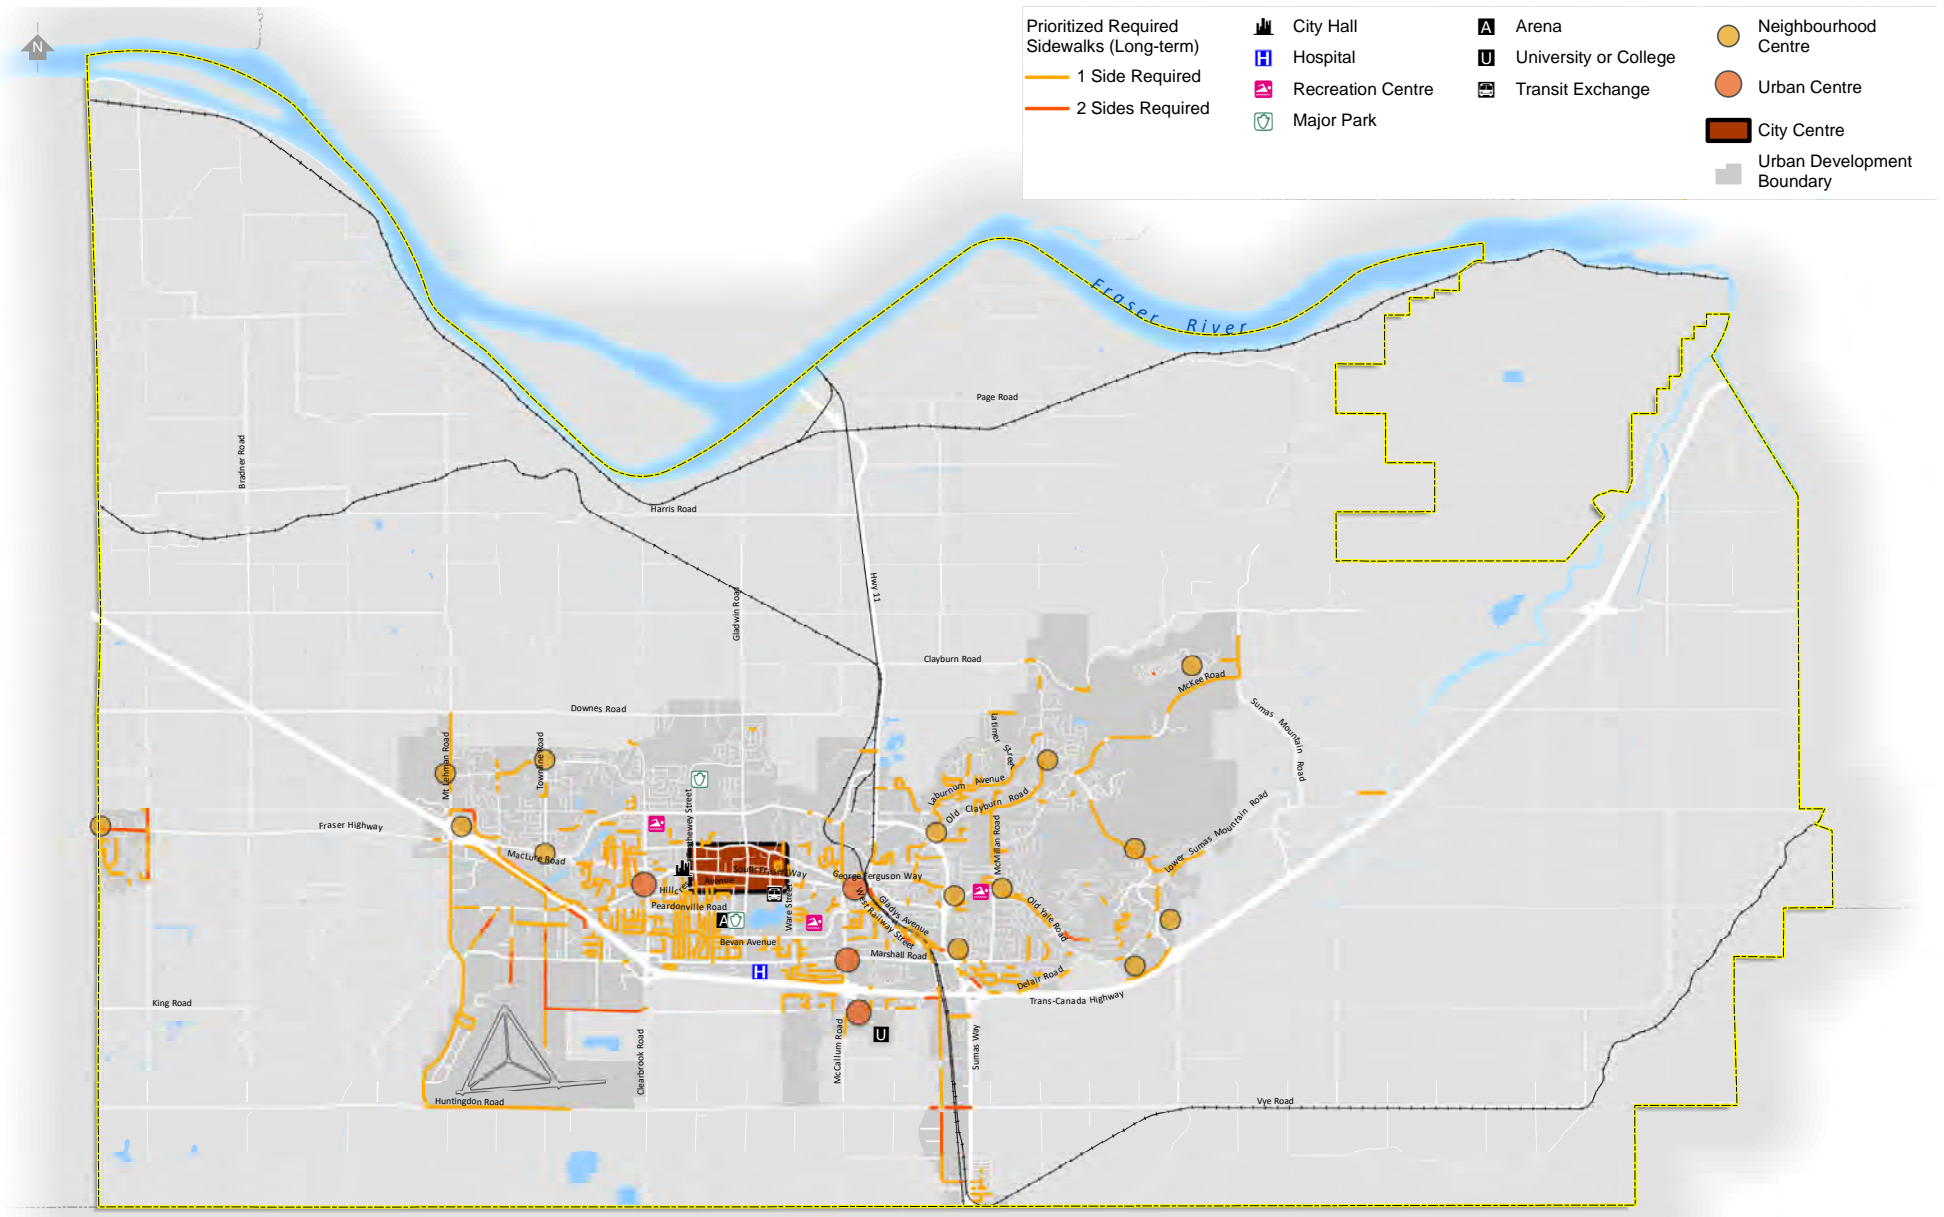 N
Prioritized Required
Sidewalks (Long-term)
1 Side Required
2 Sides Required
City Hall
H Hospital
Recreation Centre
Major Park
A Arena
U University or College
Transit Exchange
Neighbourhood
Centre
Urban Centre
City Centre
Urban Development
Boundary
Fraser River
Page Road
Bradner Road
Harris Road
Hwy 11
Gladwin Road
Clayburn Road
McKee Road
Sumas Mountain Road
Downes Road
Latimer Street
Mt Lehman Road
Townline Road
Laburnum Avenue
Old Clayburn Road
Fraser Highway
MacLure Road
McMillan Road
Lower Sumas Mountain Road
South Fraser Way
Avenue
George Ferguson Way
Peardonville Road
Ware Street
A
Gladys Avenue
West Railway Street
Old Yale Road
Bevan Avenue
Marshall Road
H
Delair Road
Trans-Canada Highway
King Road
U
Clearbrook Road
McCallum Road
Sumas Way
Huntingdon Road
Vye Road